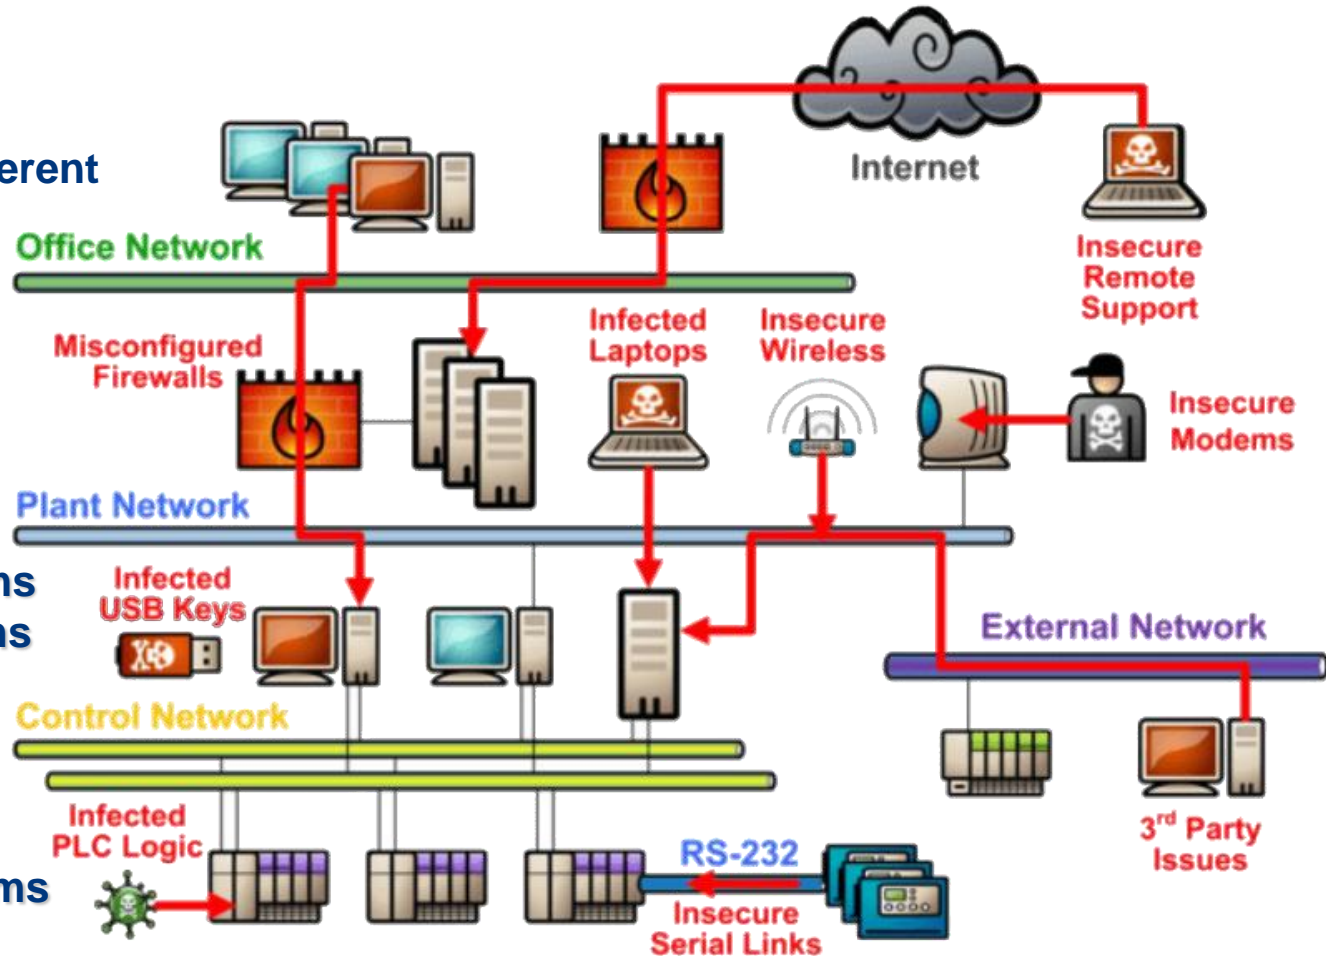 erent
Internet
Office Network
Insecure
Remote
Support
Misconfigured
Firewalls
Infected
Laptops
Insecure
Wireless
Insecure
Modems
Plant Network
ns
Infected
USB Keys
ns
External Network
Control Network
Infected
PLC Logic
RS-232
3rd Party
Issues
ms
Insecure
Serial Links